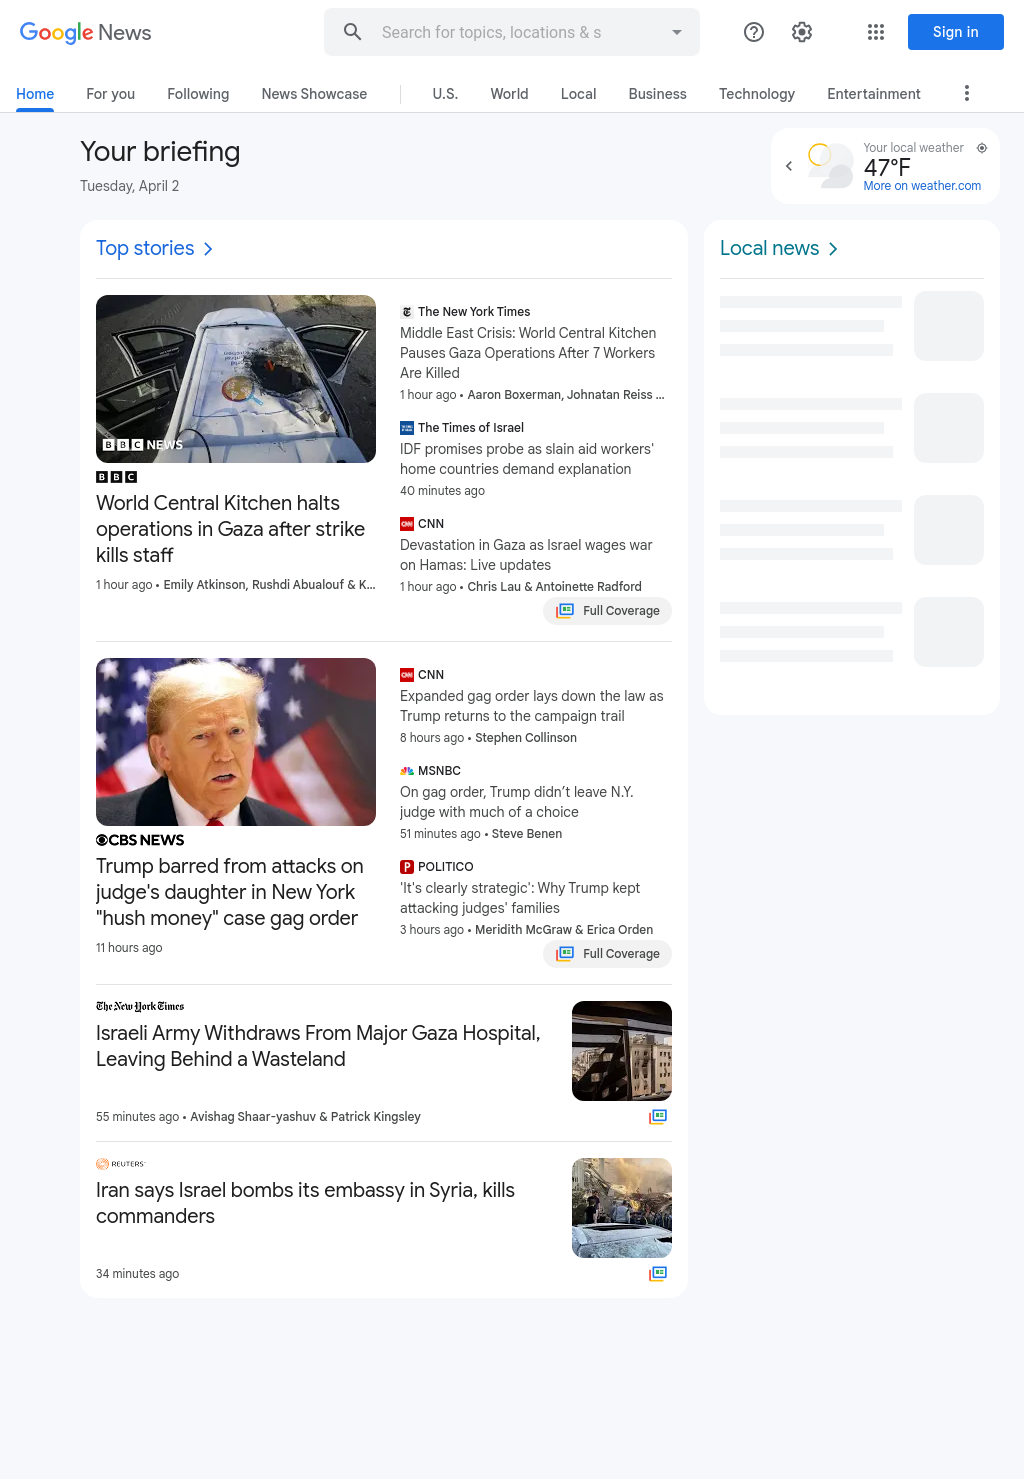 Google News
Search for topics, locations & s
Sign in
Home
For you
Following
News Showcase
U.S.
World
Local
Business
Technology
Entertainment
Your briefing
Tuesday, April 2
Your local weather
47°F
More on weather.com
Top stories
BBC NEWS
BBC
World Central Kitchen halts
operations in Gaza after strike
kills staff
1 hour ago • Emily Atkinson, Rushdi Abualouf & K...
The New York Times
Middle East Crisis: World Central Kitchen
Pauses Gaza Operations After 7 Workers
Are Killed
1 hour ago • Aaron Boxerman, Johnatan Reiss ...
The Times of Israel
IDF promises probe as slain aid workers'
home countries demand explanation
40 minutes ago
CNN
Devastation in Gaza as Israel wages war
on Hamas: Live updates
1 hour ago • Chris Lau & Antoinette Radford
Full Coverage
CBS NEWS
Trump barred from attacks on
judge's daughter in New York
"hush money" case gag order
11 hours ago
CNN
Expanded gag order lays down the law as
Trump returns to the campaign trail
8 hours ago • Stephen Collinson
MSNBC
On gag order, Trump didn’t leave N.Y.
judge with much of a choice
51 minutes ago • Steve Benen
POLITICO
'It's clearly strategic': Why Trump kept
attacking judges' families
3 hours ago • Meridith McGraw & Erica Orden
Full Coverage
The New York Times
Israeli Army Withdraws From Major Gaza Hospital,
Leaving Behind a Wasteland
55 minutes ago • Avishag Shaar-yashuv & Patrick Kingsley
REUTERS
Iran says Israel bombs its embassy in Syria, kills
commanders
34 minutes ago
Local news